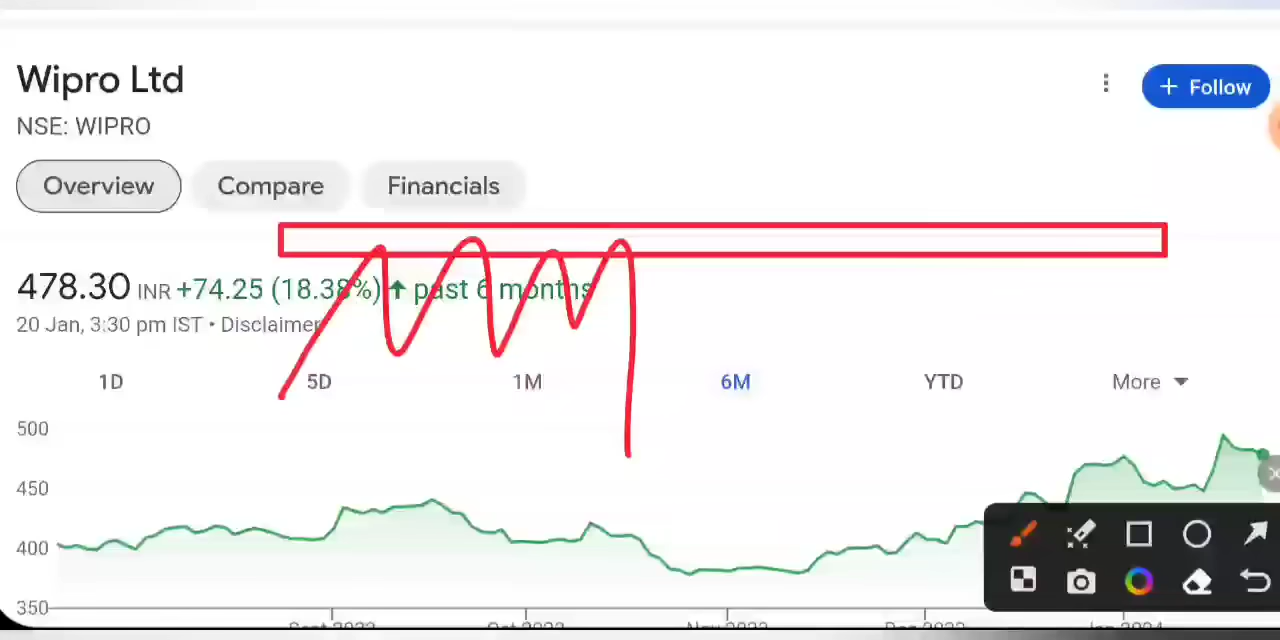 Wipro Ltd
+ Follow
NSE: WIPRO
Overview Compare Financials
478.30 INR +74.25 (18.38%) ↑ past 6 months
20 Jan, 3:30 pm IST • Disclaimer
1D 5D 1M 6M YTD More
500
450
400
350